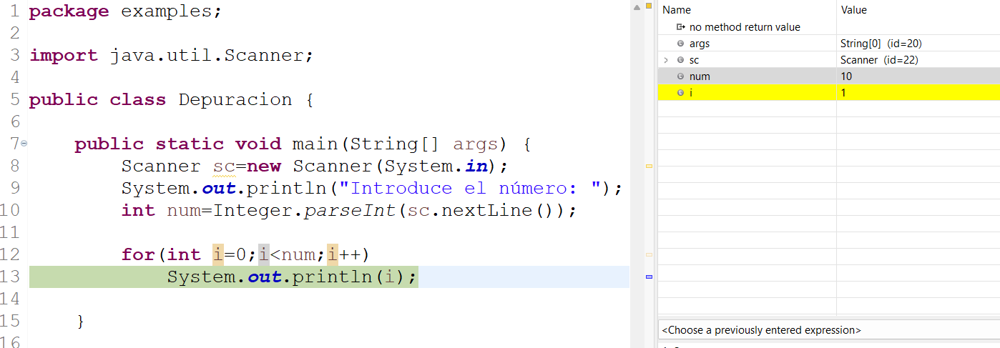 1 package examples;
2
3 import java.util.Scanner;
4
5 public class Depuracion {
6
7 public static void main(String[] args) {
8 Scanner sc=new Scanner(System.in);
9 System.out.println("Introduce el número: ");
10 int num=Integer.parseInt(sc.nextLine());
11
12 for(int i=0;i<num;i++)
13 System.out.println(i);
14
15 }
16
Name Value
no method return value
args String[0] (id=20)
sc Scanner (id=22)
num 10
i 1
<Choose a previously entered expression>